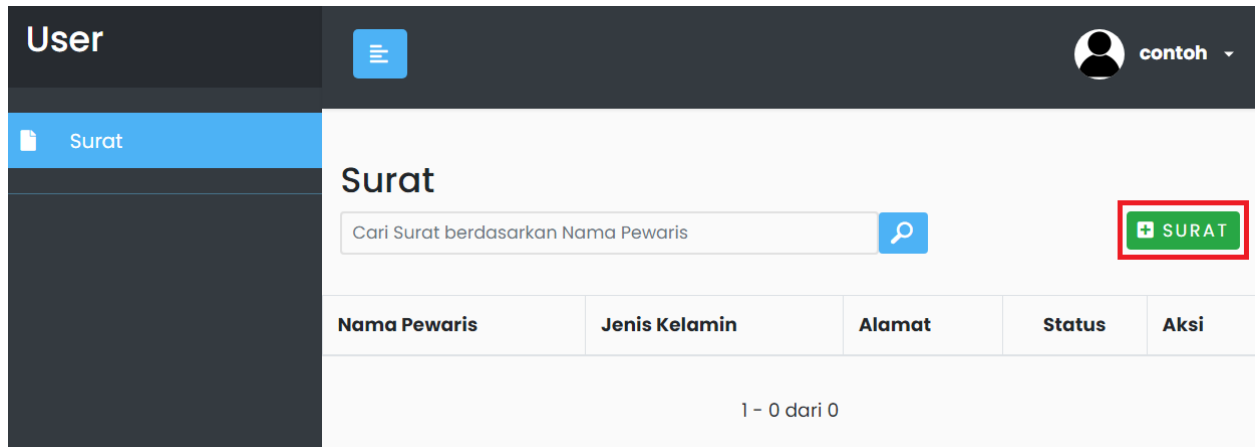 User
contoh
Surat
Surat
Cari Surat berdasarkan Nama Pewaris
SURAT
Nama Pewaris Jenis Kelamin Alamat Status Aksi
1 - 0 dari 0